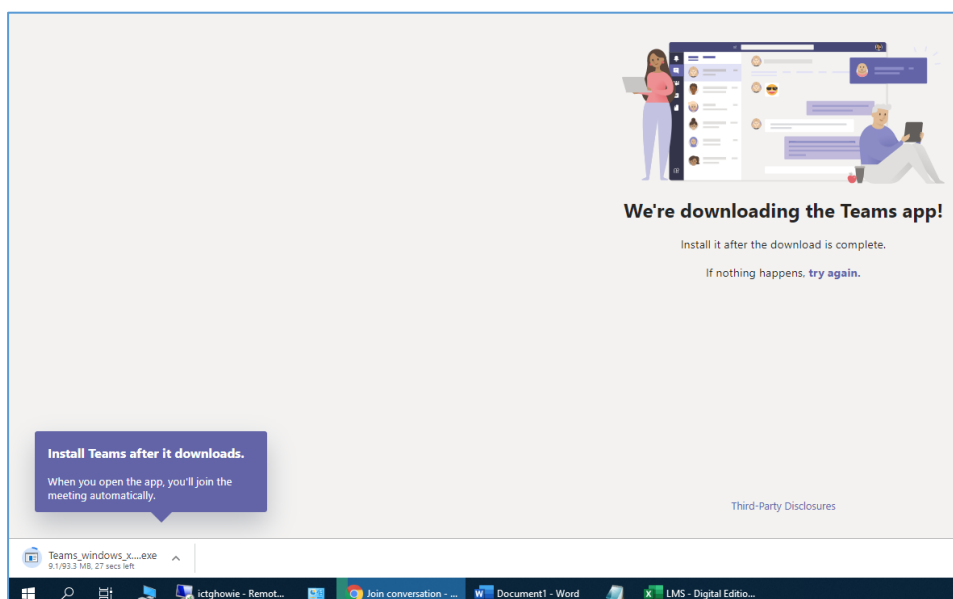 We're downloading the Teams app!
Install it after the download is complete.
If nothing happens, try again.
Install Teams after it downloads.
When you open the app, you'll join the
meeting automatically.
Third-Party Disclosures
Teams_windows_x....exe
9.1/93.3 MB, 27 secs left
ictghowie - Remot...
Join conversation - ...
Document1 - Word
LMS - Digital Editio...